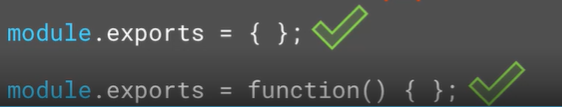 module.exports = { };
module.exports = function() { };